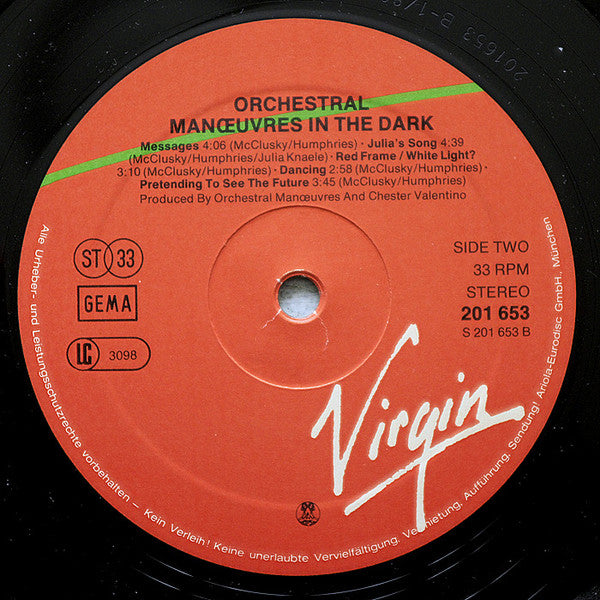 ORCHESTRAL
MANŒUVRES IN THE DARK
Messages 4:06 (McClusky/Humphries) · Julia's Song 4:39
(McClusky/Humphries/Julia Knaele) · Red Frame / White Light?
3:10 (McClusky/Humphries) · Dancing 2:58 (McClusky/Humphries) ·
Pretending To See The Future 3:45 (McClusky/Humphries)
Produced By Orchestral Manœuvres And Chester Valentino
ST 33
GEMA
LC 3098
SIDE TWO
33 RPM
STEREO
201 653
S 201 653 B
Virgin
Alle Urheber- und Leistungsschutzrechte vorbehalten – Kein Verleih! Keine unerlaubte Vervielfältigung, Vermietung, Aufführung, Sendung! Ariola-Eurodisc GmbH., München
201653 B-1/